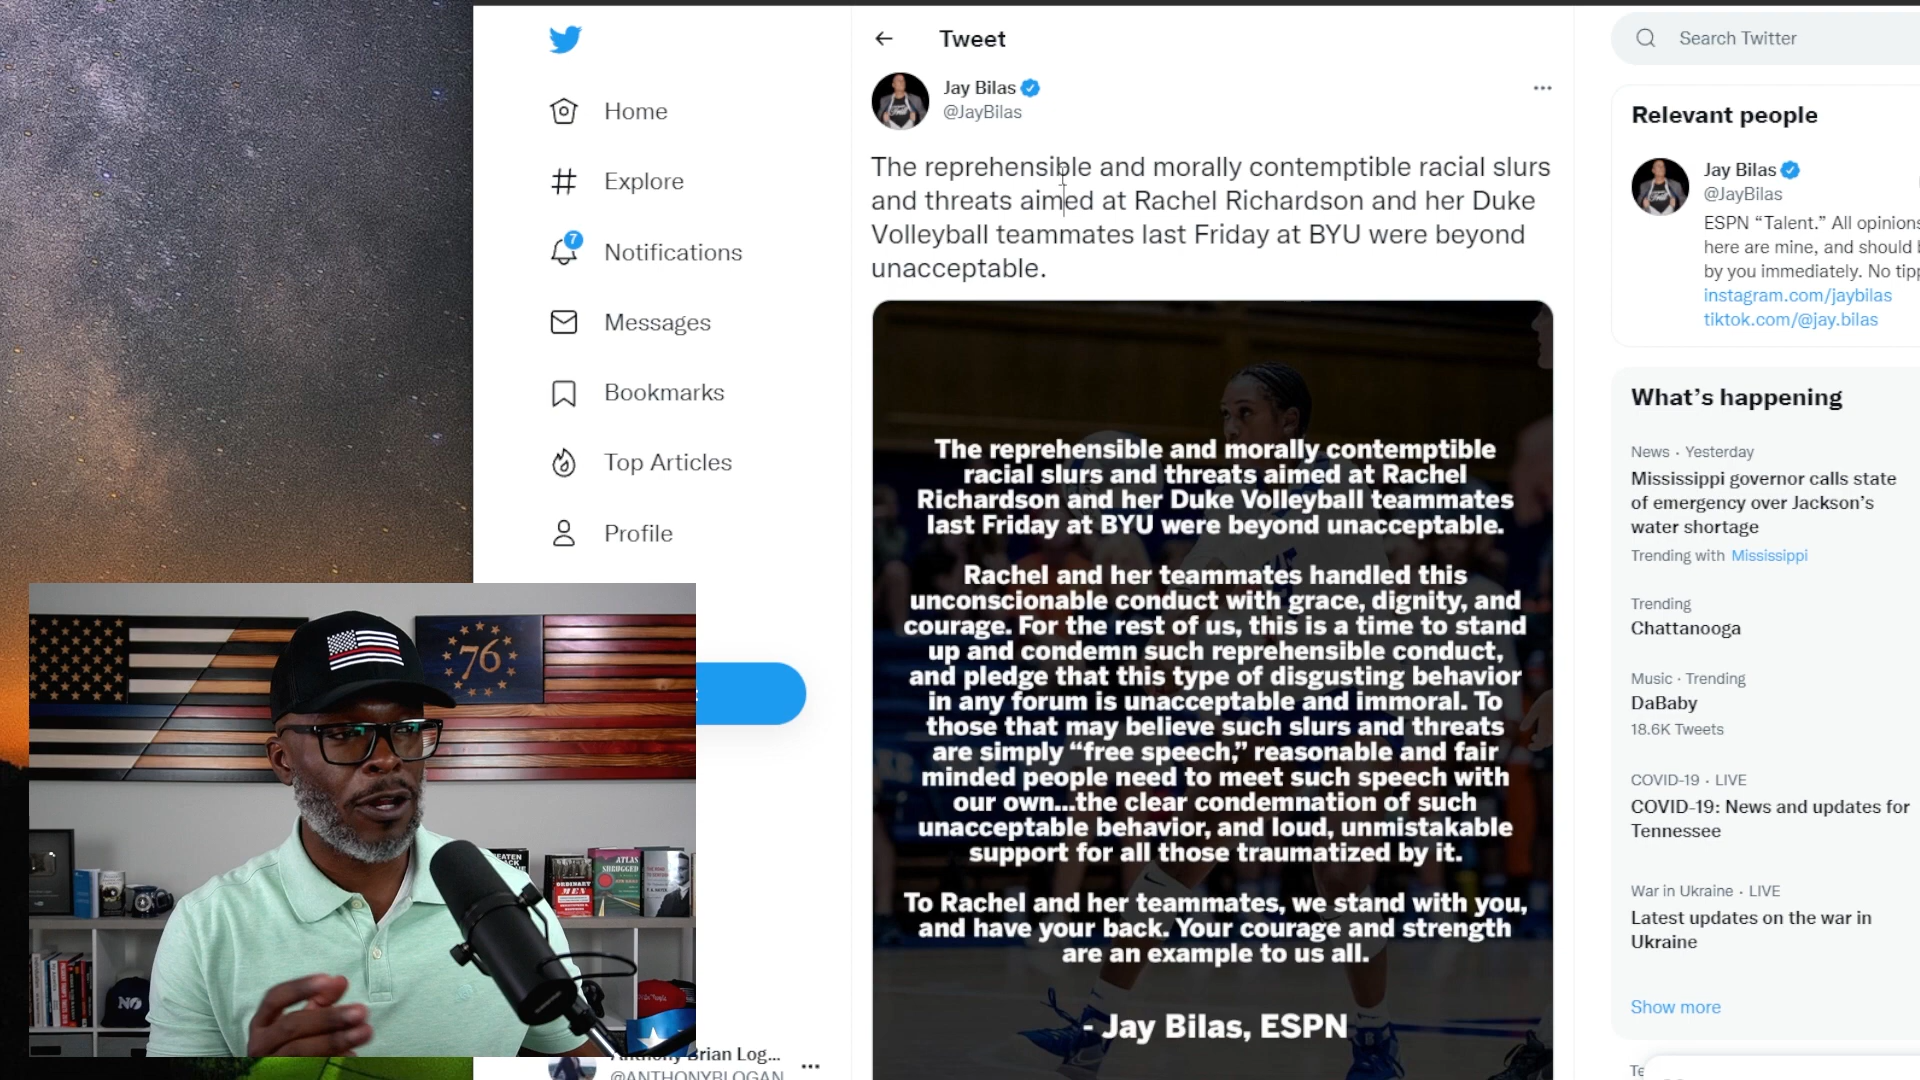 Home
Explore
7
Notifications
Messages
Bookmarks
Top Articles
Profile
Tweet
Jay Bilas
@JayBilas
The reprehensible and morally contemptible racial slurs
and threats aimed at Rachel Richardson and her Duke
Volleyball teammates last Friday at BYU were beyond
unacceptable.
The reprehensible and morally contemptible
racial slurs and threats aimed at Rachel
Richardson and her Duke Volleyball teammates
last Friday at BYU were beyond unacceptable.
Rachel and her teammates handled this
unconscionable conduct with grace, dignity, and
courage. For the rest of us, this is a time to stand
up and condemn such reprehensible conduct,
and pledge that this type of disgusting behavior
in any forum is unacceptable and immoral. To
those that may believe such slurs and threats
are simply “free speech,” reasonable and fair
minded people need to meet such speech with
our own...the clear condemnation of such
unacceptable behavior, and loud, unmistakable
support for all those traumatized by it.
To Rachel and her teammates, we stand with you,
and have your back. Your courage and strength
are an example to us all.
- Jay Bilas, ESPN
Search Twitter
Relevant people
Jay Bilas
@JayBilas
ESPN “Talent.” All opinions
here are mine, and should
by you immediately. No
instagram.com/jaybilas
tiktok.com/@jay.bilas
What’s happening
News · Yesterday
Mississippi governor calls state
of emergency over Jackson’s
water shortage
Trending with Mississippi
Trending
Chattanooga
Music · Trending
DaBaby
18.6K Tweets
COVID-19 · LIVE
COVID-19: News and updates for
Tennessee
War in Ukraine · LIVE
Latest updates on the war in
Ukraine
Show more
76
ORDINARY
MEN
ATLAS
SHRUGGED
NO
Anthony Brian Log...
@ANTHONYBLOGAN